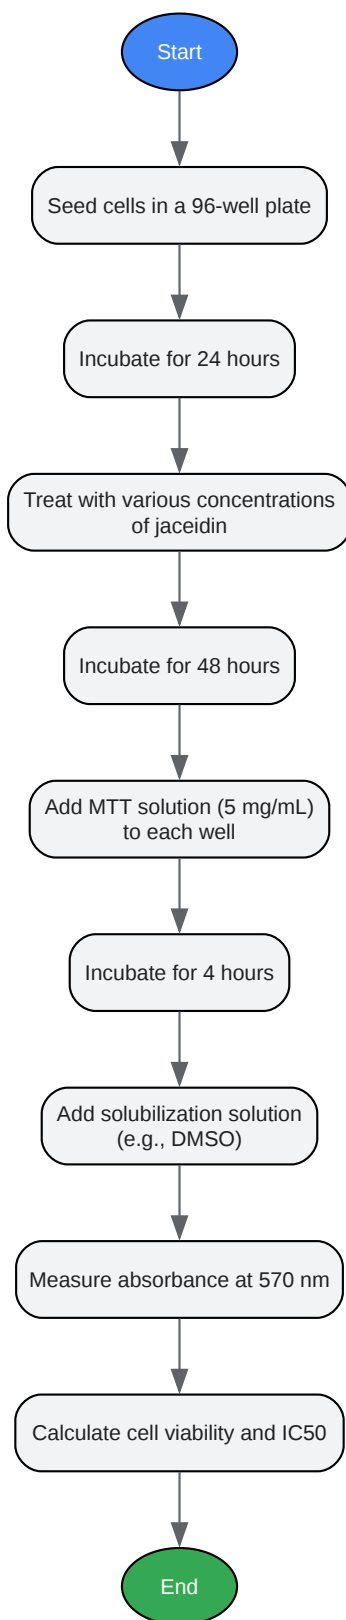 Start
Seed cells in a 96-well plate
Incubate for 24 hours
Treat with various concentrations
of jaceidin
Incubate for 48 hours
Add MTT solution (5 mg/mL)
to each well
Incubate for 4 hours
Add solubilization solution
(e.g., DMSO)
Measure absorbance at 570 nm
Calculate cell viability and IC50
End